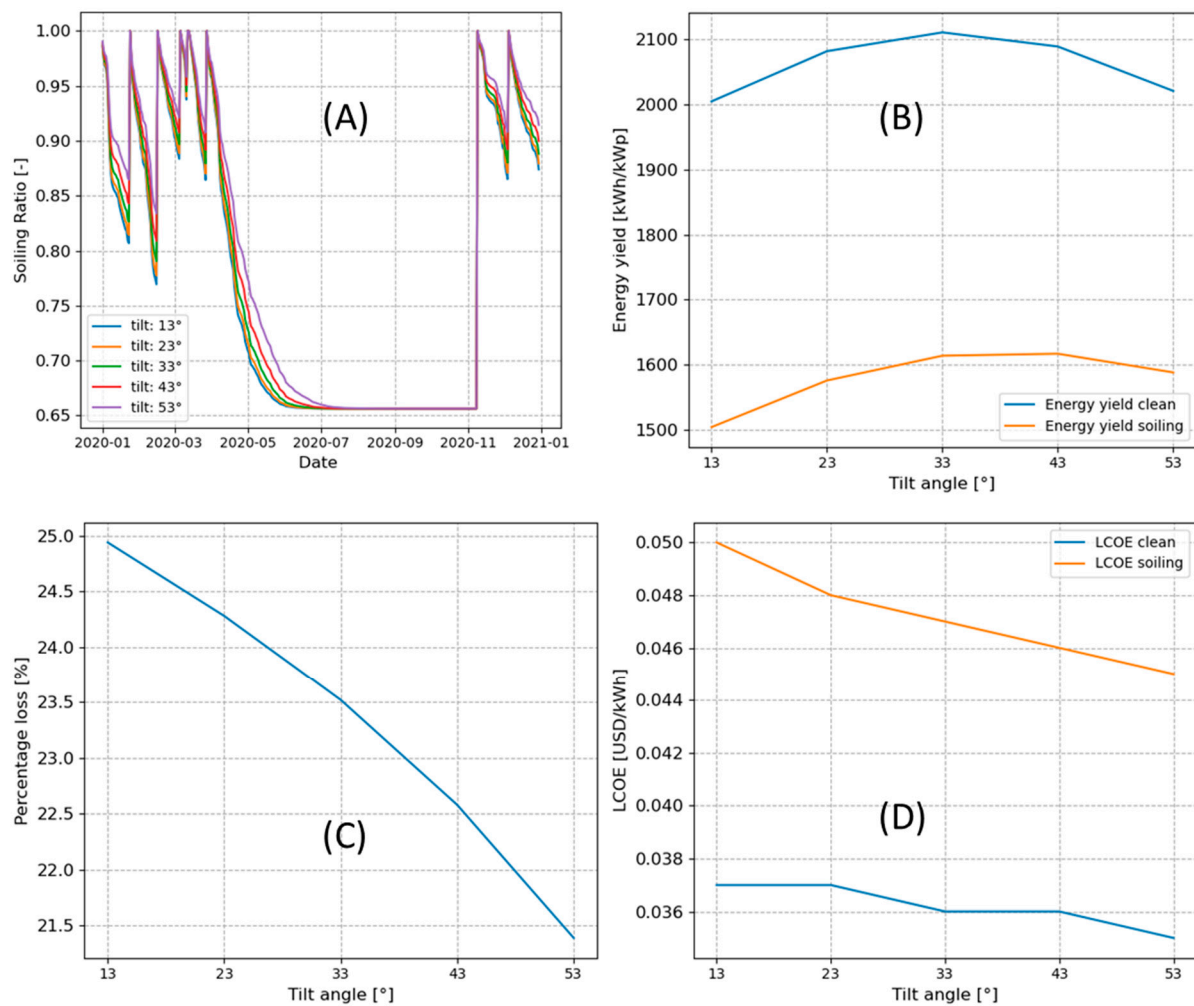 1.00
0.95
0.90
0.85
0.80
0.75
0.70
0.65
Soiling Ratio [-]
(A)
tilt: 13°
tilt: 23°
tilt: 33°
tilt: 43°
tilt: 53°
2020-01 2020-03 2020-05 2020-07 2020-09 2020-11 2021-01
Date
2100
2000
1900
1800
1700
1600
1500
Energy yield [kWh/kWp]
(B)
Energy yield clean
Energy yield soiling
13 23 33 43 53
Tilt angle [°]
25.0
24.5
24.0
23.5
23.0
22.5
22.0
21.5
Percentage loss [%]
(C)
13 23 33 43 53
Tilt angle [°]
0.050
0.048
0.046
0.044
0.042
0.040
0.038
0.036
LCOE [USD/kWh]
LCOE clean
LCOE soiling
(D)
13 23 33 43 53
Tilt angle [°]